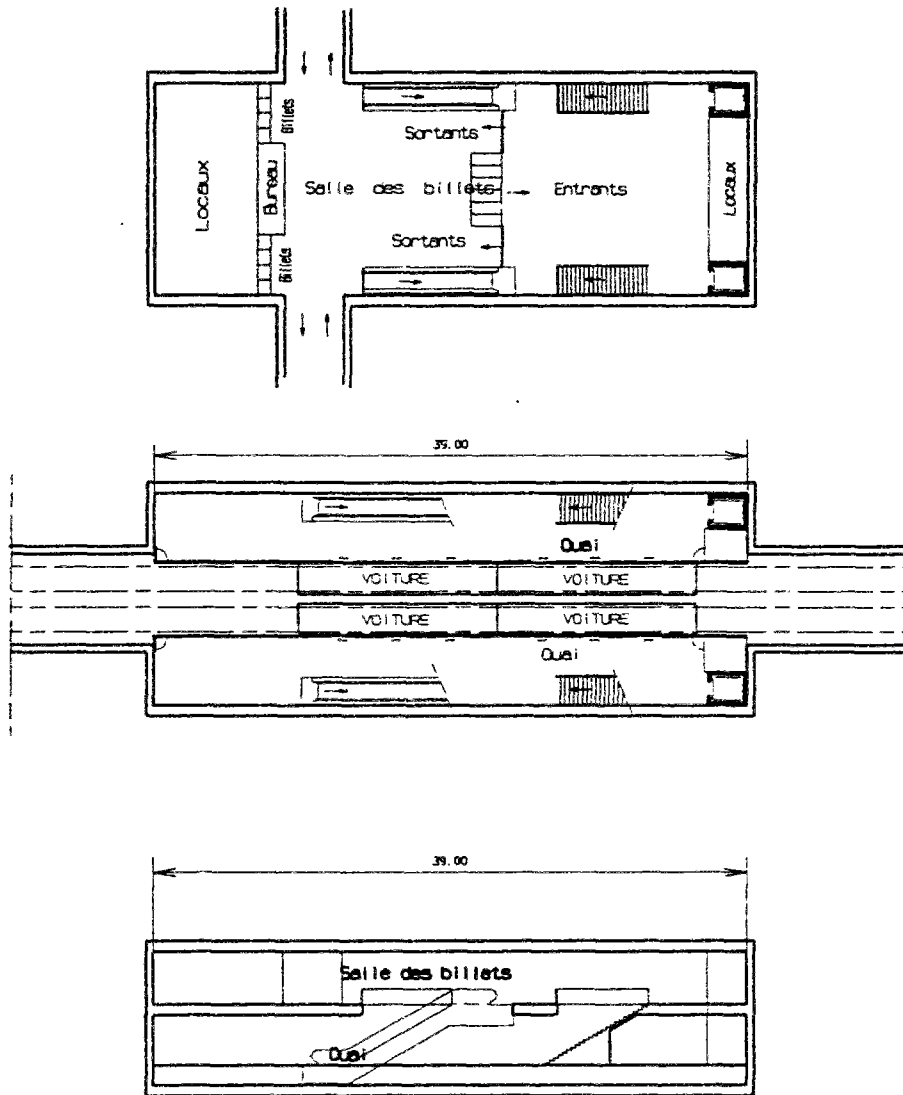 Locaux
Billets
Bureau
Billets
Sortants
Salle des billets
Sortants
Entrants
Locaux
39.00
Quai
VOITURE
VOITURE
VOITURE
VOITURE
Quai
39.00
Salle des billets
Quai